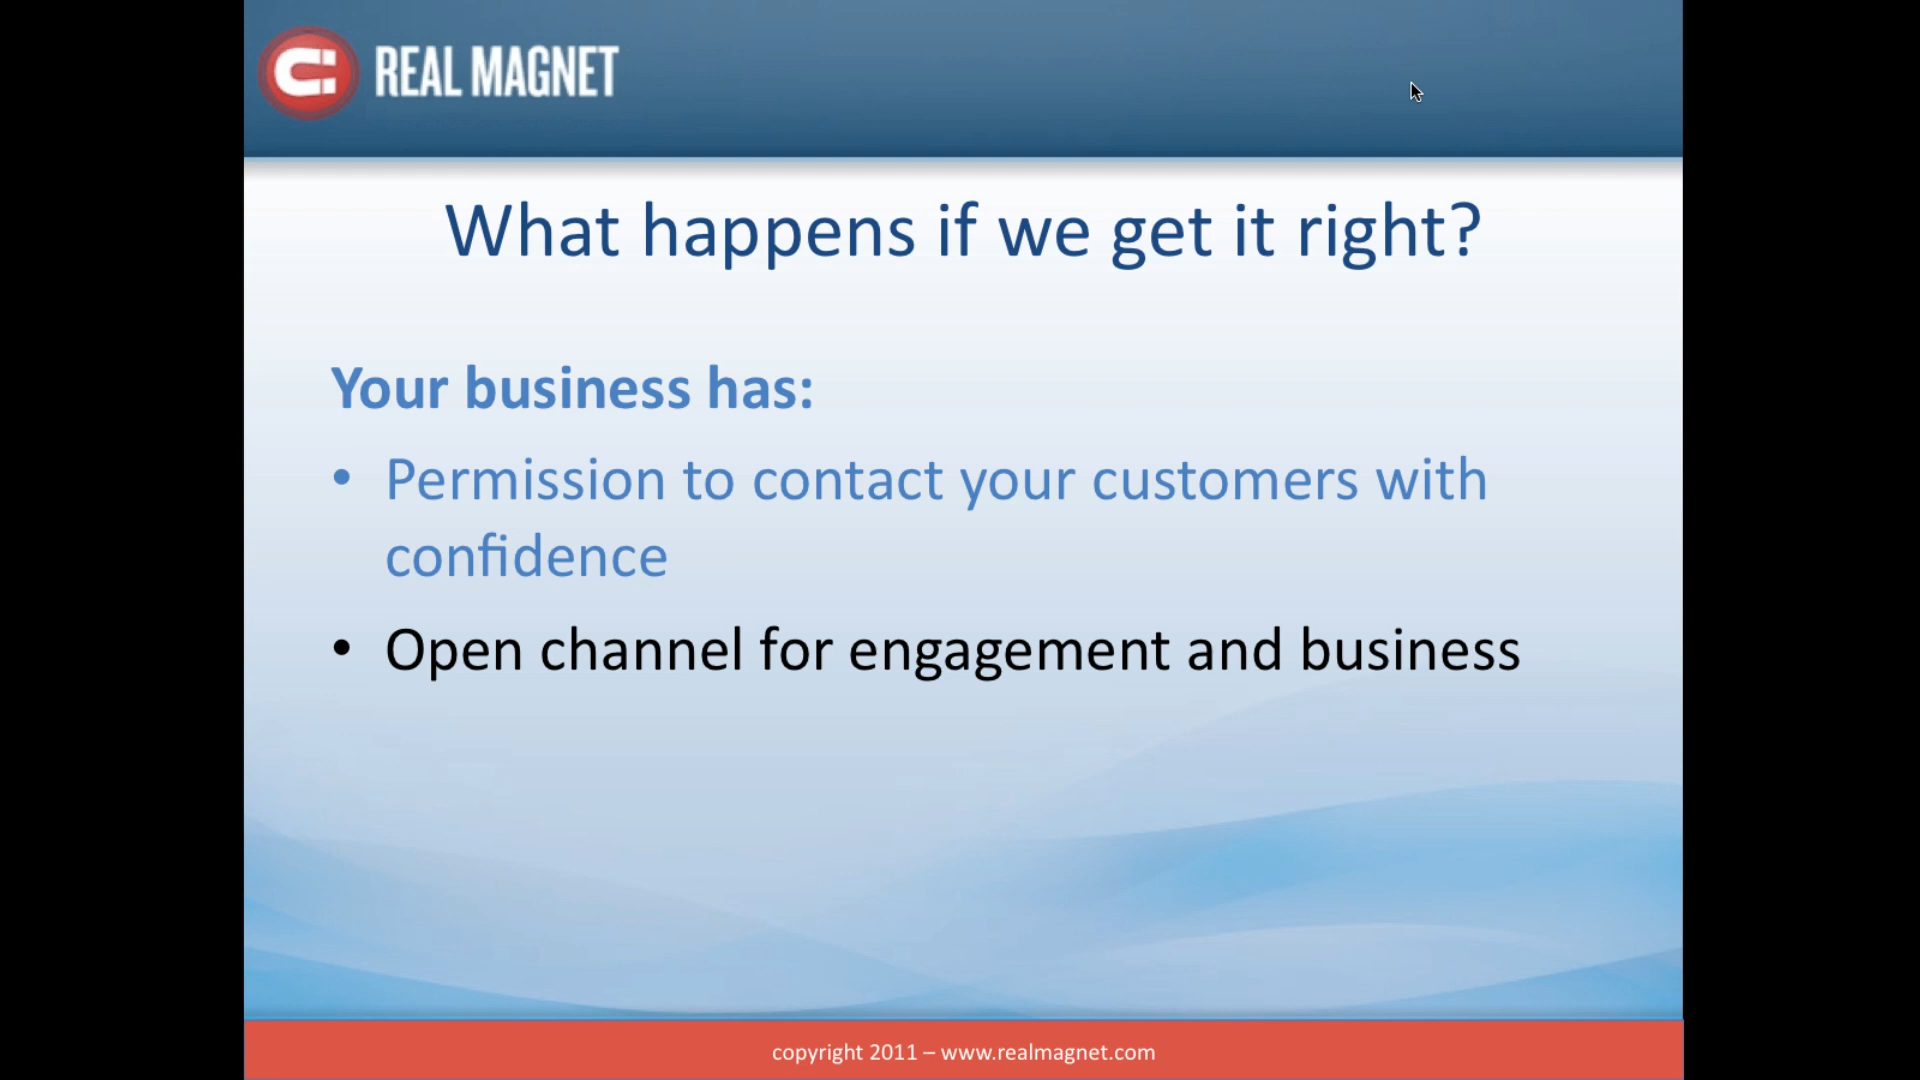 REAL MAGNET
What happens if we get it right?
Your business has:
• Permission to contact your customers with
confidence
• Open channel for engagement and business
copyright 2011 – www.realmagnet.com